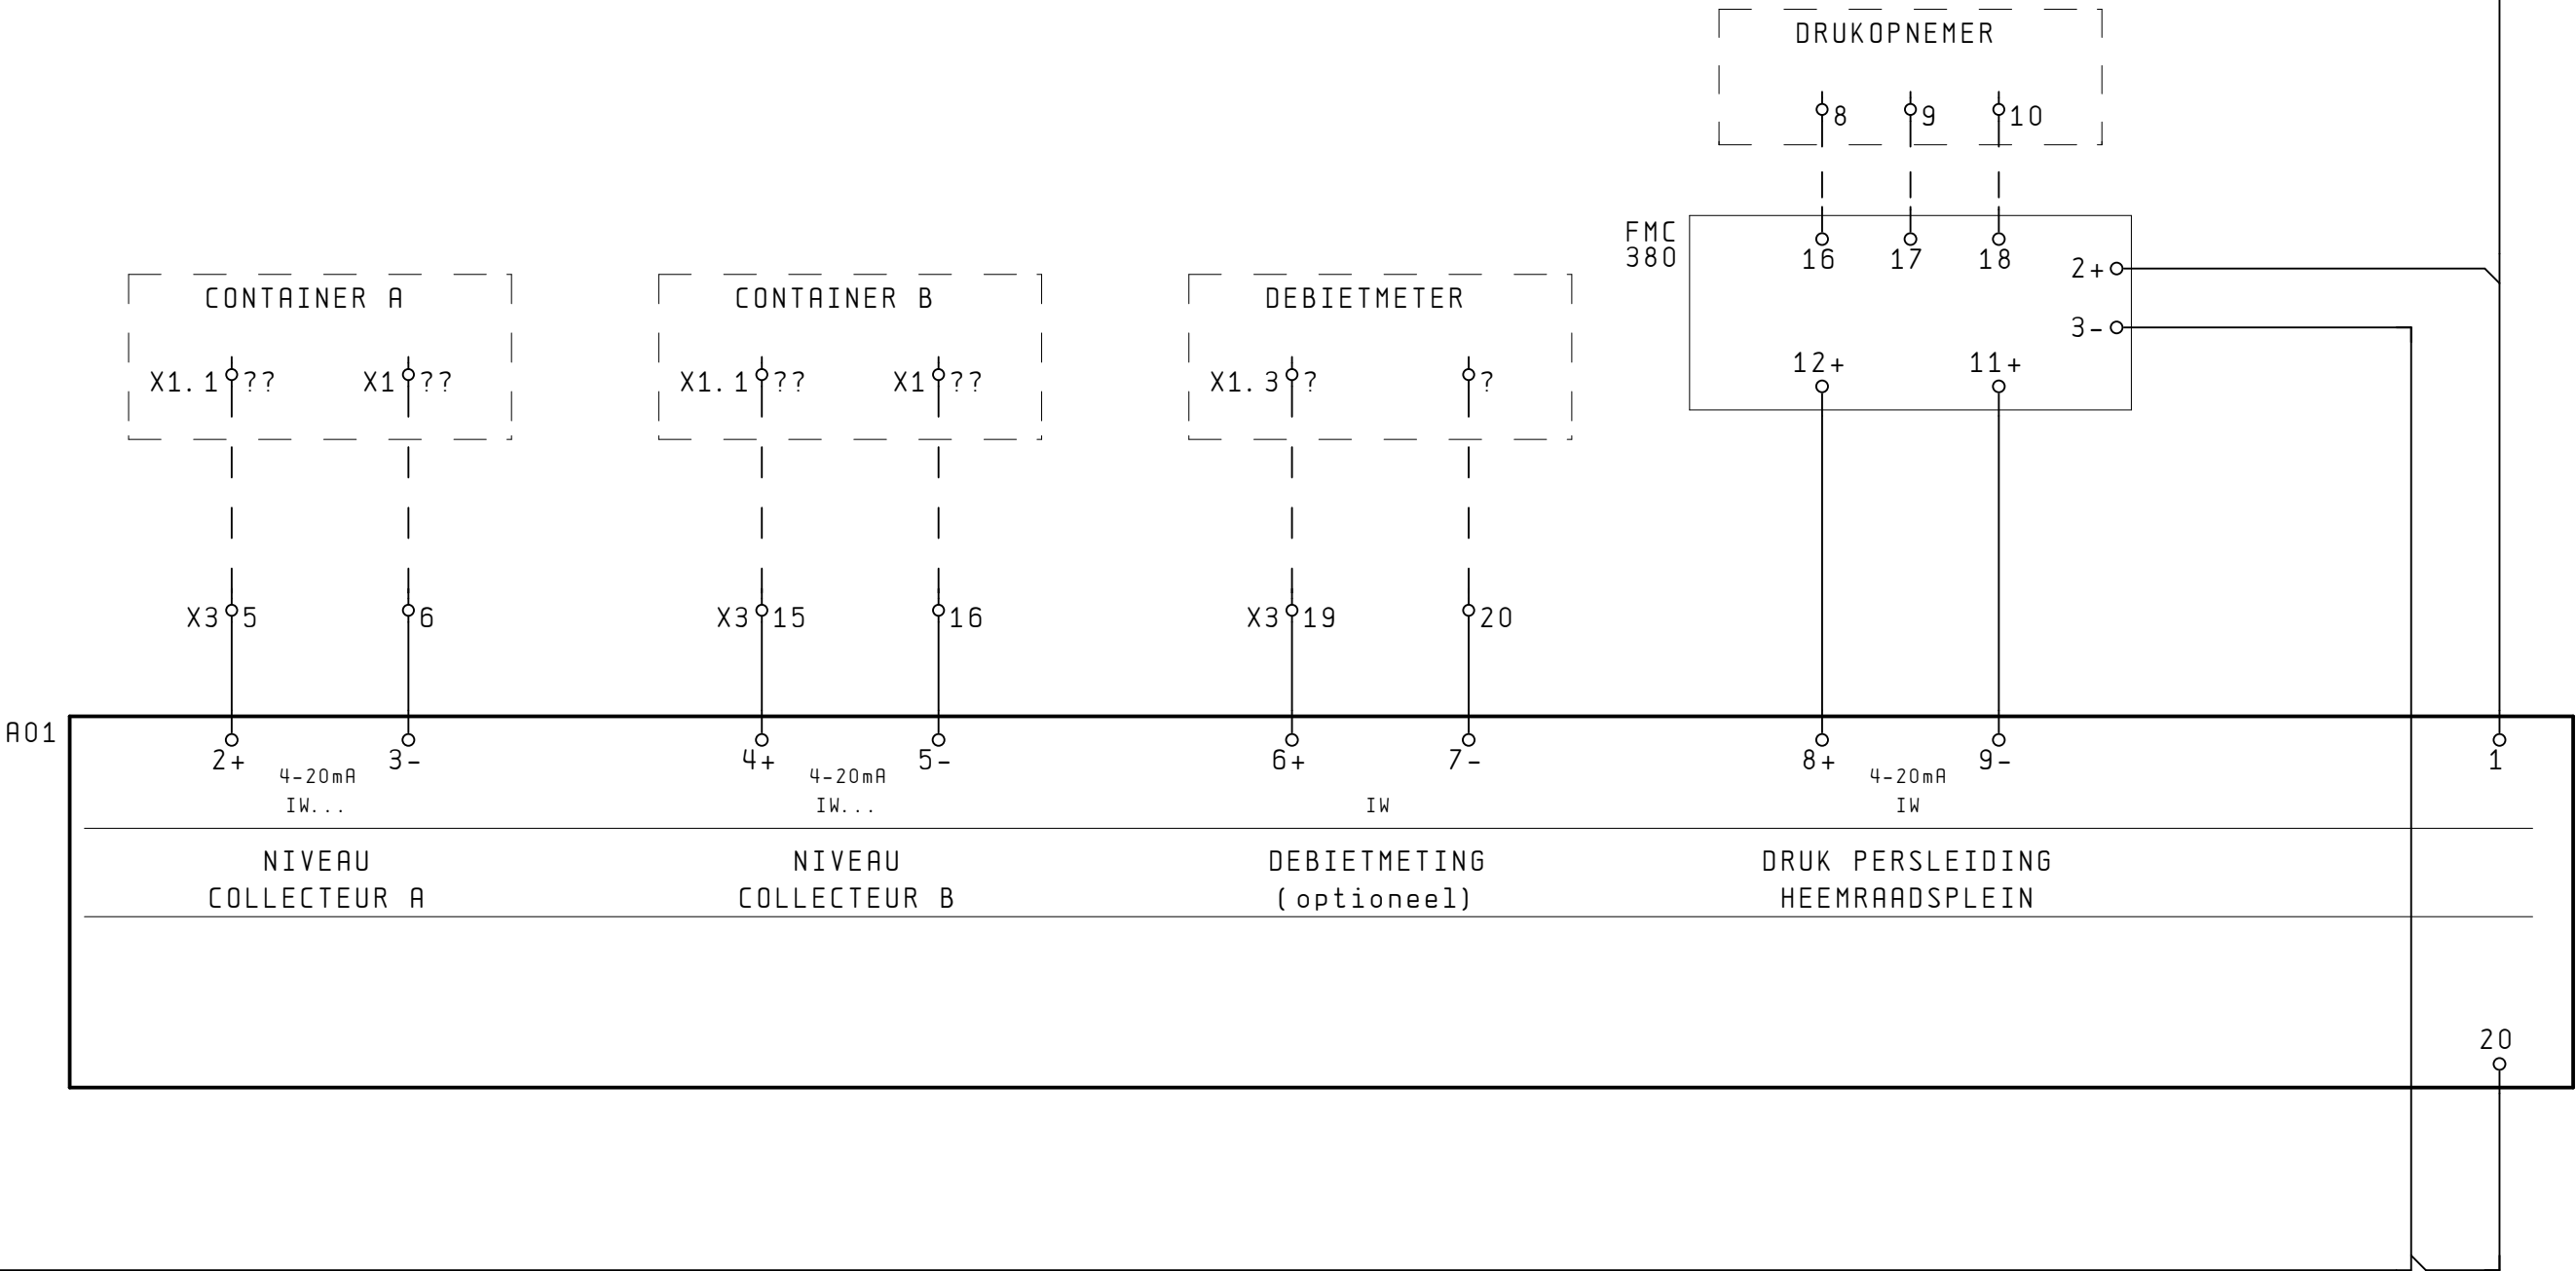 DRUKOPNEMER
8 9 10
FMC
380
16 17 18
2+
3-
12+ 11+
CONTAINER A
X1.1 ?? X1 ??
CONTAINER B
X1.1 ?? X1 ??
DEBIETMETER
X1.3 ? ?
X3 5 6
X3 15 16
X3 19 20
A01
2+ 3- 4+ 5- 6+ 7- 8+ 9- 1
4-20mA 4-20mA 4-20mA
IW... IW... IW IW
NIVEAU
COLLECTEUR A
NIVEAU
COLLECTEUR B
DEBIETMETING
(optioneel)
DRUK PERSLEIDING
HEEMRAADSPLEIN
20